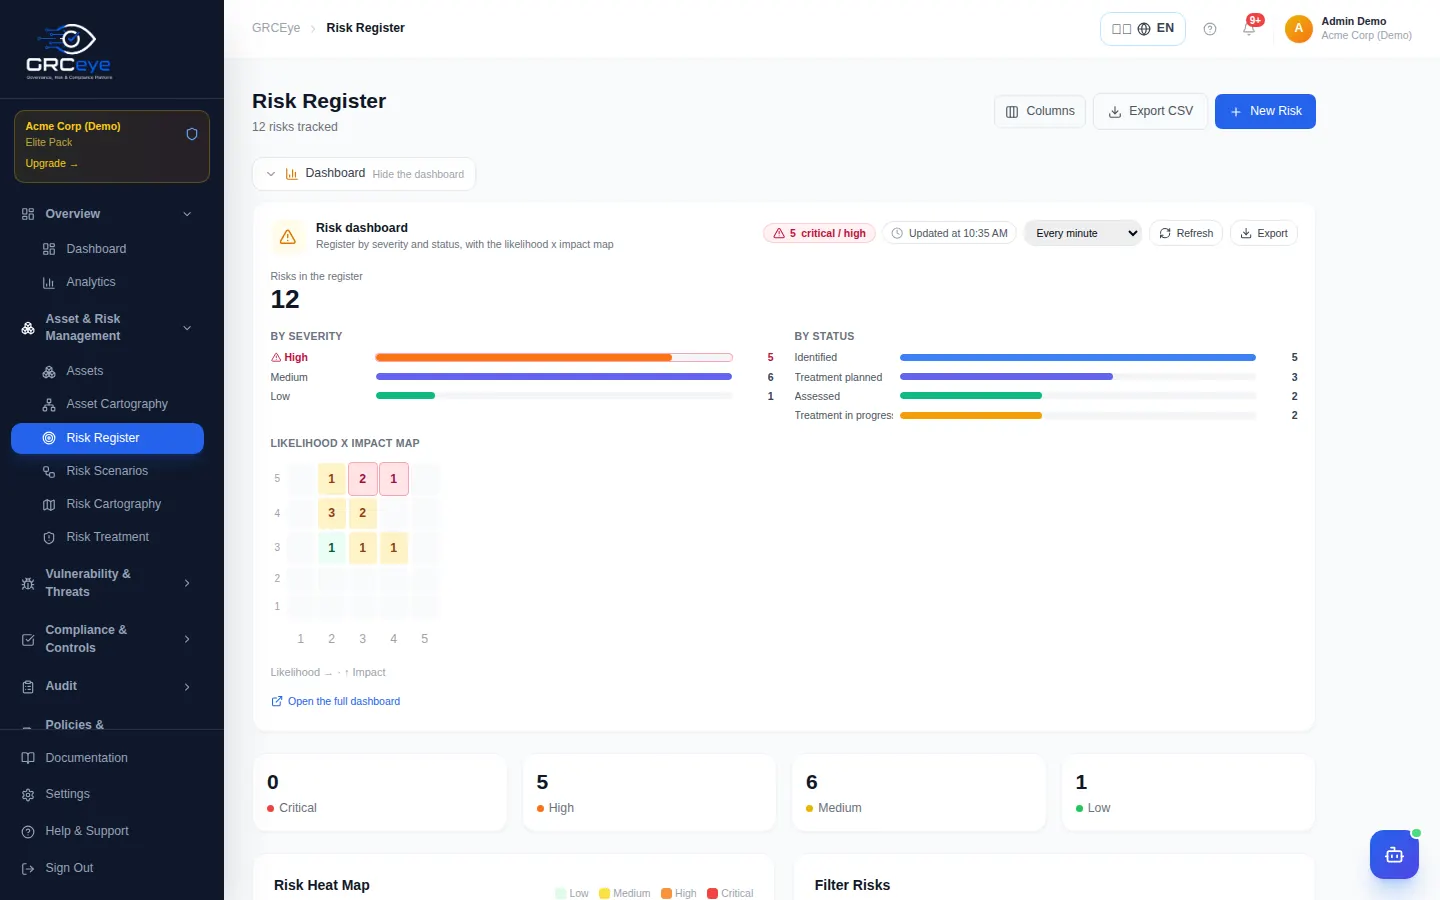 GRCeye
Governance, Risk & Compliance Platform
Acme Corp (Demo)
Elite Pack
Upgrade →
Overview
Dashboard
Analytics
Asset & Risk
Management
Assets
Asset Cartography
Risk Register
Risk Scenarios
Risk Cartography
Risk Treatment
Vulnerability &
Threats
Compliance &
Controls
Audit
Policies &
Documentation
Settings
Help & Support
Sign Out
GRCEye > Risk Register
EN
9+
A
Admin Demo
Acme Corp (Demo)
Risk Register
12 risks tracked
Columns
Export CSV
New Risk
Dashboard Hide the dashboard
Risk dashboard
Register by severity and status, with the likelihood x impact map
5 critical / high
Updated at 10:35 AM
Every minute
Refresh
Export
Risks in the register
12
BY SEVERITY
High 5
Medium 6
Low 1
BY STATUS
Identified 5
Treatment planned 3
Assessed 2
Treatment in progress 2
LIKELIHOOD X IMPACT MAP
5 1 2 1
4 3 2
3 1 1 1
2
1
1 2 3 4 5
Likelihood → · ↑ Impact
Open the full dashboard
0
Critical
5
High
6
Medium
1
Low
Risk Heat Map
Low Medium High Critical
Filter Risks